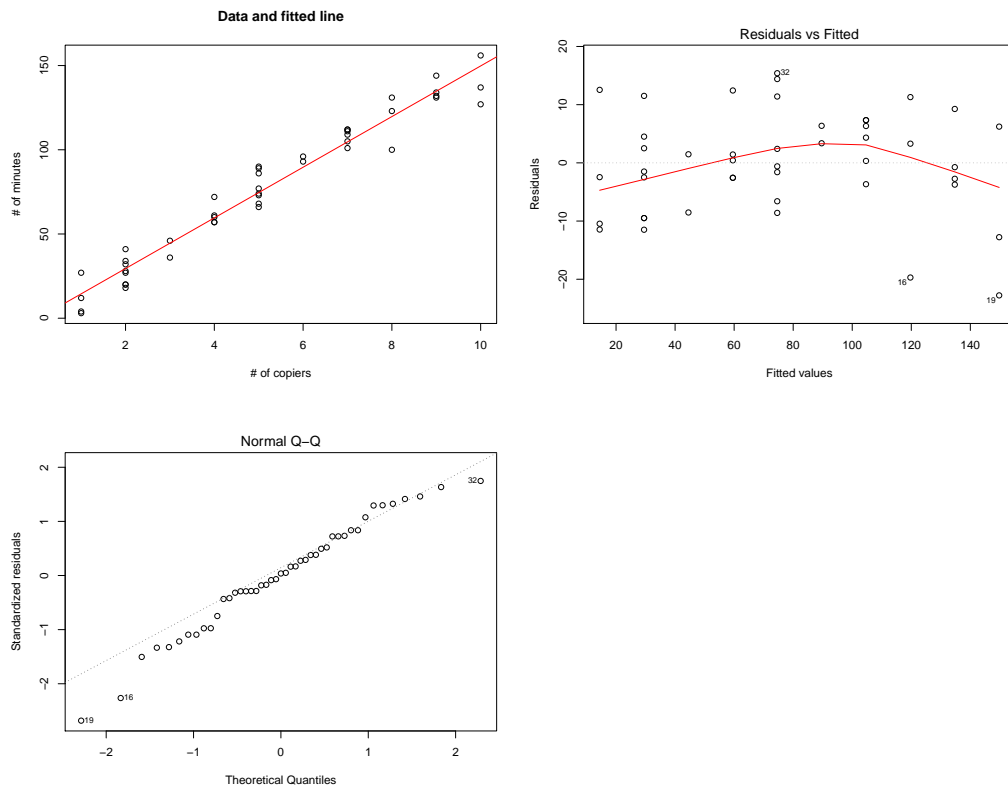 Data and fitted line
# of minutes
0 50 100 150
2 4 6 8 10
# of copiers
Residuals vs Fitted
Residuals
−20 −10 0 10 20
32
16
19
20 40 60 80 100 120 140
Fitted values
Normal Q−Q
Standardized residuals
−2 −1 0 1 2
32
16
19
−2 −1 0 1 2
Theoretical Quantiles